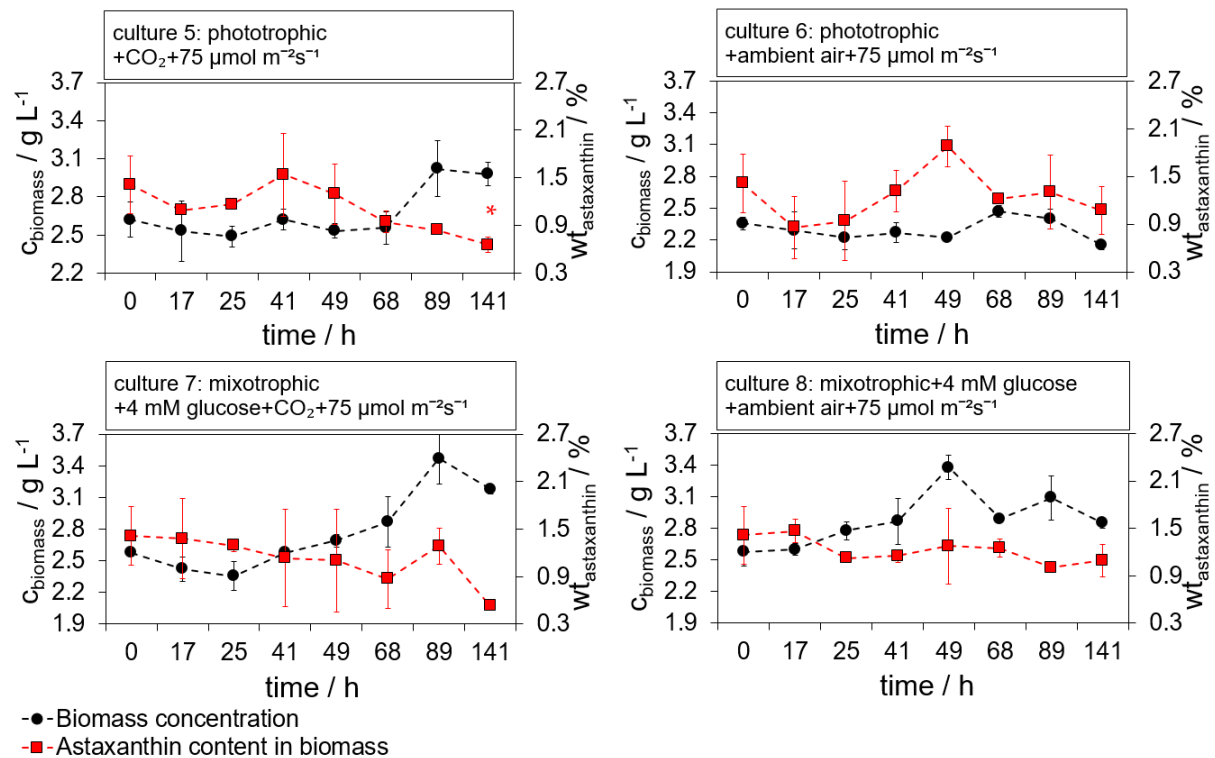 culture 5: phototrophic
+CO₂+75 µmol m⁻²s⁻¹
c_biomass / g L⁻¹
3.7
3.4
3.1
2.8
2.5
2.2
2.7
2.1
1.5
0.9
0.3
wt_astaxanthin / %
*
0 17 25 41 49 68 89 141
time / h
culture 6: phototrophic
+ambient air+75 µmol m⁻²s⁻¹
c_biomass / g L⁻¹
3.7
3.4
3.1
2.8
2.5
2.2
1.9
2.7
2.1
1.5
0.9
0.3
wt_astaxanthin / %
0 17 25 41 49 68 89 141
time / h
culture 7: mixotrophic
+4 mM glucose+CO₂+75 µmol m⁻²s⁻¹
c_biomass / g L⁻¹
3.7
3.4
3.1
2.8
2.5
2.2
1.9
2.7
2.1
1.5
0.9
0.3
wt_astaxanthin / %
0 17 25 41 49 68 89 141
time / h
culture 8: mixotrophic+4 mM glucose
+ambient air+75 µmol m⁻²s⁻¹
c_biomass / g L⁻¹
3.7
3.4
3.1
2.8
2.5
2.2
1.9
2.7
2.1
1.5
0.9
0.3
wt_astaxanthin / %
0 17 25 41 49 68 89 141
time / h
Biomass concentration
Astaxanthin content in biomass